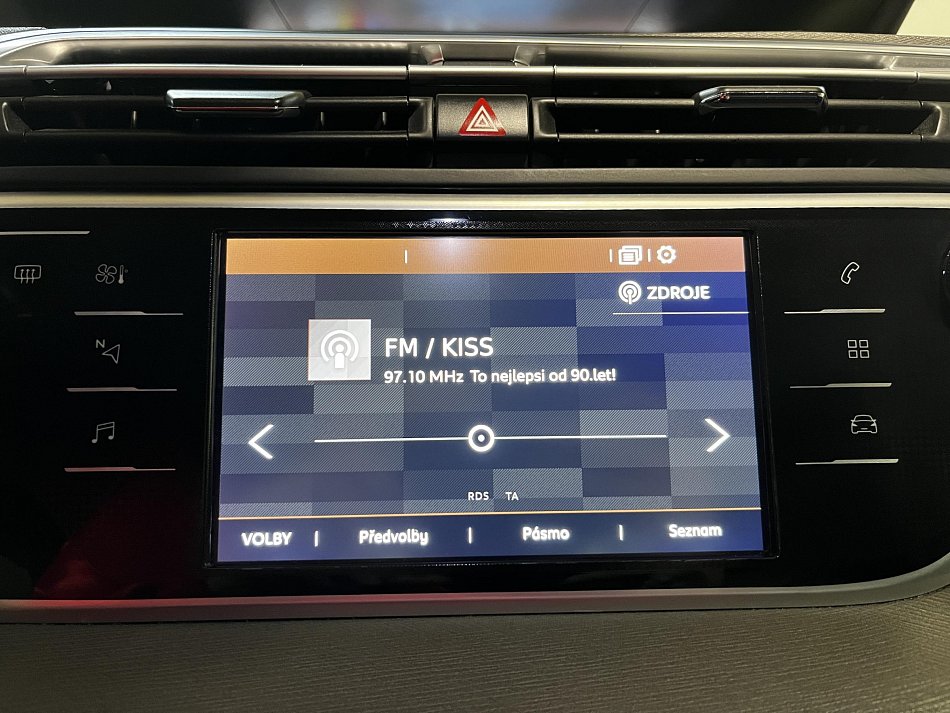 ZDROJE
FM / KISS
97.10 MHz To nejlepsi od 90.let!
N
RDS TA
VOLBY | Předvolby | Pásmo | Seznam